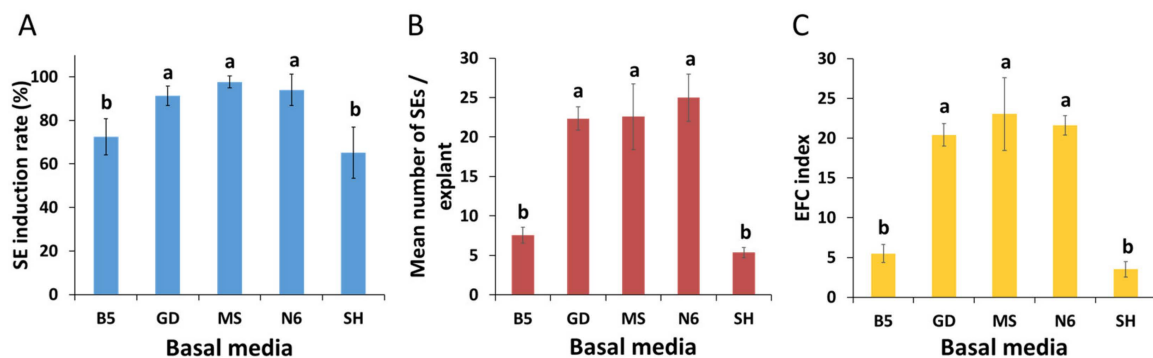 A
SE induction rate (%)
100
80
60
40
20
0
b
a
a
a
b
B5 GD MS N6 SH
Basal media
B
Mean number of SEs /
explant
30
25
20
15
10
5
0
b
a
a
a
b
B5 GD MS N6 SH
Basal media
C
EFC index
30
25
20
15
10
5
0
b
a
a
a
b
B5 GD MS N6 SH
Basal media